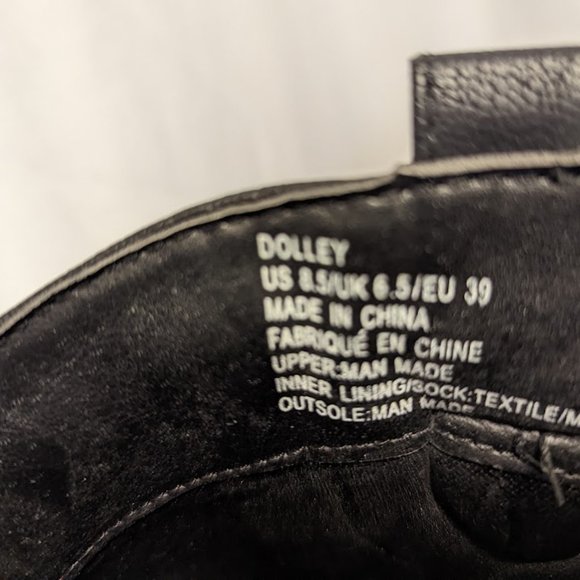 DOLLEY
US 8.5/UK 6.5/EU 39
MADE IN CHINA
FABRIQUÉ EN CHINE
UPPER:MAN MADE
INNER LINING/SOCK:TEXTILE/M
OUTSOLE:MAN MADE